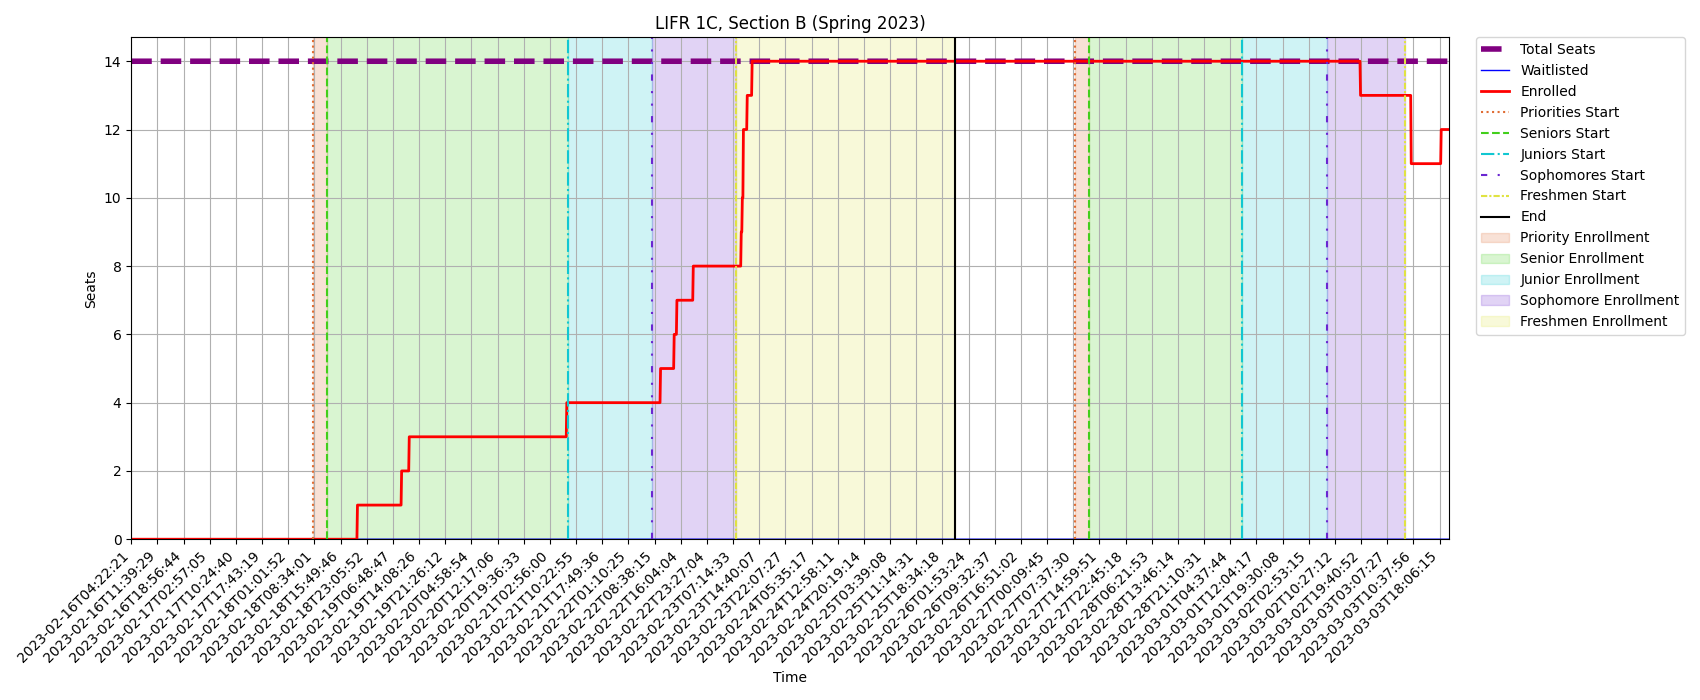 LIFR 1C, Section B (Spring 2023)
Seats
14
12
10
8
6
4
2
0
2023-02-16T04:22:21
2023-02-16T11:39:29
2023-02-16T18:56:44
2023-02-17T02:57:05
2023-02-17T10:24:40
2023-02-17T17:43:19
2023-02-18T01:01:52
2023-02-18T08:34:01
2023-02-18T15:49:46
2023-02-18T23:05:52
2023-02-19T06:48:47
2023-02-19T14:08:26
2023-02-19T21:26:12
2023-02-20T04:58:54
2023-02-20T12:17:06
2023-02-20T19:36:33
2023-02-21T02:56:00
2023-02-21T10:22:55
2023-02-21T17:49:36
2023-02-22T01:10:25
2023-02-22T08:38:15
2023-02-22T16:04:04
2023-02-22T23:27:04
2023-02-23T07:14:33
2023-02-23T14:40:07
2023-02-23T22:07:27
2023-02-24T05:35:17
2023-02-24T12:58:11
2023-02-24T20:19:14
2023-02-25T03:39:08
2023-02-25T11:14:31
2023-02-25T18:34:18
2023-02-26T01:53:24
2023-02-26T09:32:37
2023-02-26T16:51:02
2023-02-27T00:09:45
2023-02-27T07:37:30
2023-02-27T14:59:51
2023-02-27T22:45:18
2023-02-28T06:21:53
2023-02-28T13:46:14
2023-02-28T21:10:31
2023-03-01T04:37:44
2023-03-01T12:04:17
2023-03-01T19:30:08
2023-03-02T02:53:15
2023-03-02T10:27:12
2023-03-02T19:40:52
2023-03-03T03:07:27
2023-03-03T10:37:56
2023-03-03T18:06:15
Time
Total Seats
Waitlisted
Enrolled
Priorities Start
Seniors Start
Juniors Start
Sophomores Start
Freshmen Start
End
Priority Enrollment
Senior Enrollment
Junior Enrollment
Sophomore Enrollment
Freshmen Enrollment